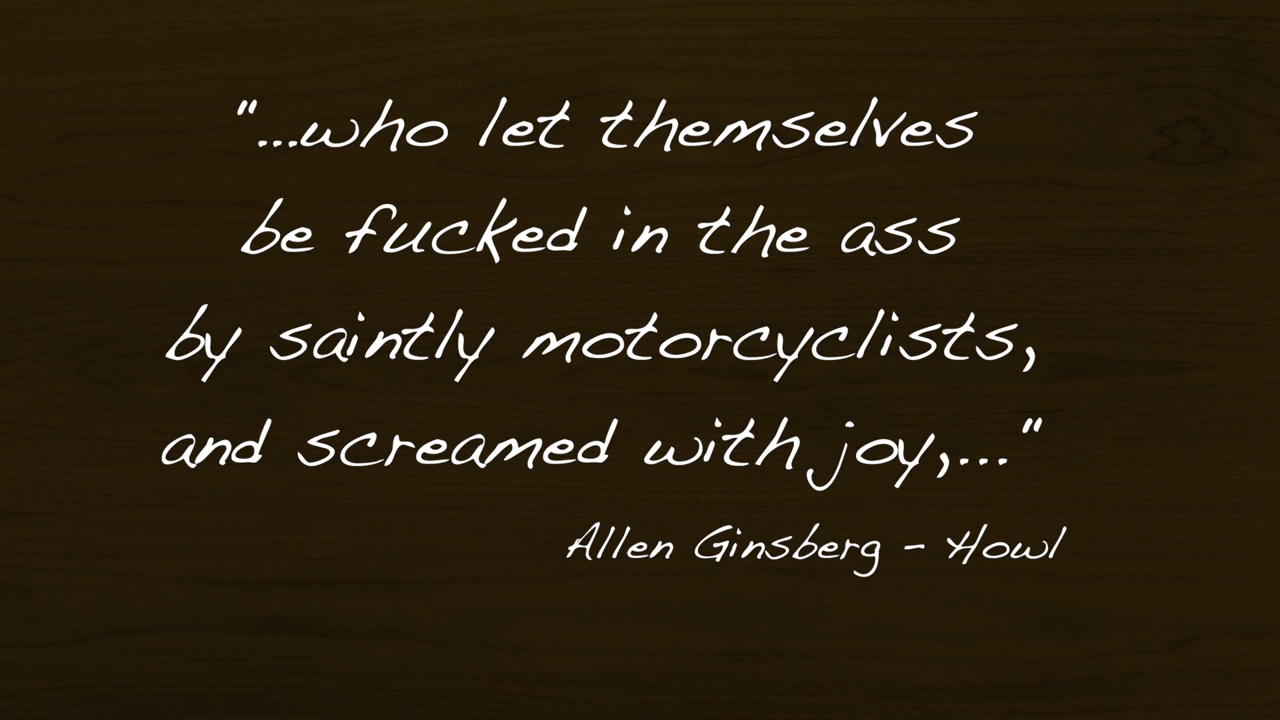 "...who let themselves
be fucked in the ass
by saintly motorcyclists,
and screamed with joy,..."
Allen Ginsberg - Howl